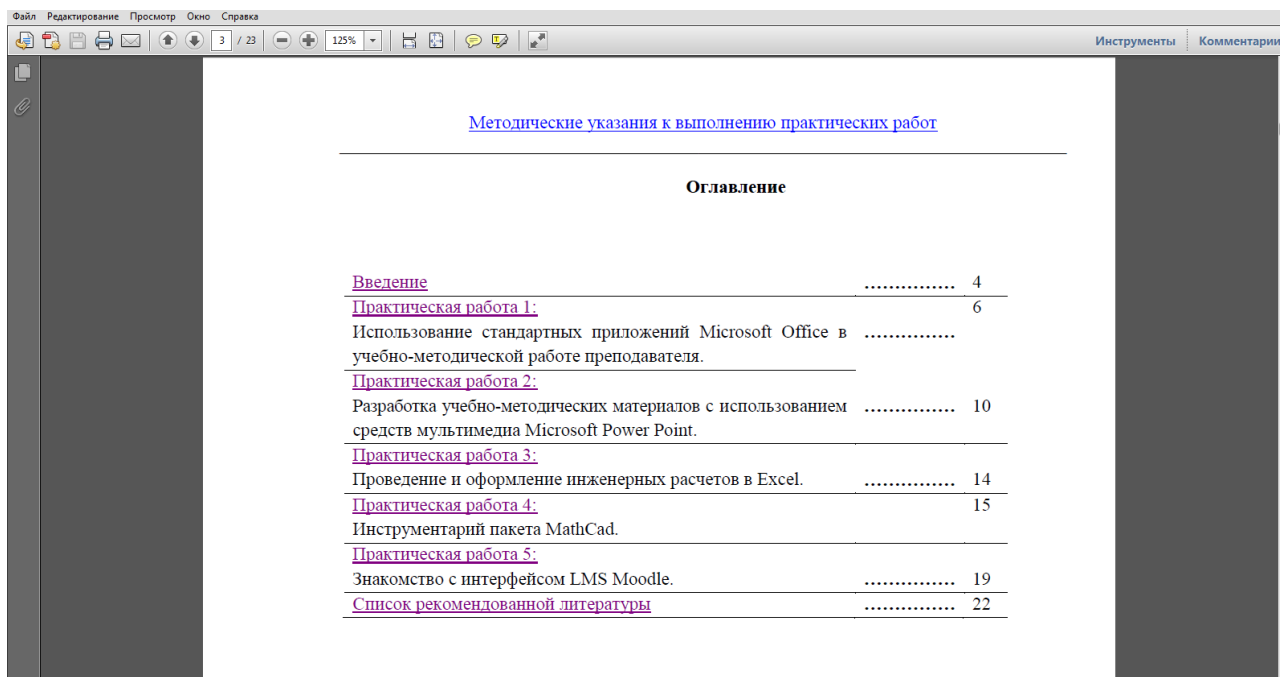 Файл Редактирование Просмотр Окно Справка
3 / 23 125% Инструменты Комментарии
Методические указания к выполнению практических работ
Оглавление
Введение ............... 4
Практическая работа 1: 6
Использование стандартных приложений Microsoft Office в ...............
учебно-методической работе преподавателя.
Практическая работа 2:
Разработка учебно-методических материалов с использованием ............... 10
средств мультимедиа Microsoft Power Point.
Практическая работа 3:
Проведение и оформление инженерных расчетов в Excel. ............... 14
Практическая работа 4: 15
Инструментарий пакета MathCad.
Практическая работа 5:
Знакомство с интерфейсом LMS Moodle. ............... 19
Список рекомендованной литературы ............... 22